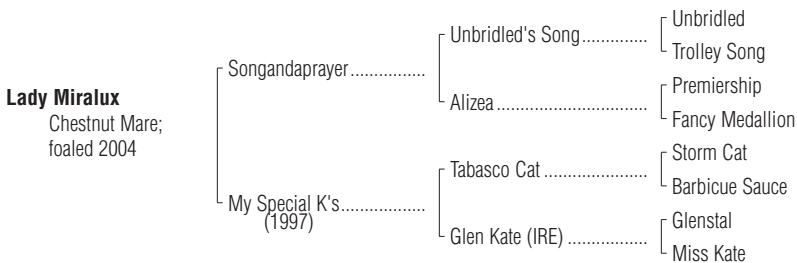 Unbridled
Unbridled's Song..............
Trolley Song
Songandaprayer................
Premiership
Alizea................................
Fancy Medallion
Lady Miralux
Chestnut Mare;
foaled 2004
Storm Cat
Tabasco Cat ......................
Barbicue Sauce
My Special K's..................
(1997)
Glenstal
Glen Kate (IRE) .................
Miss Kate